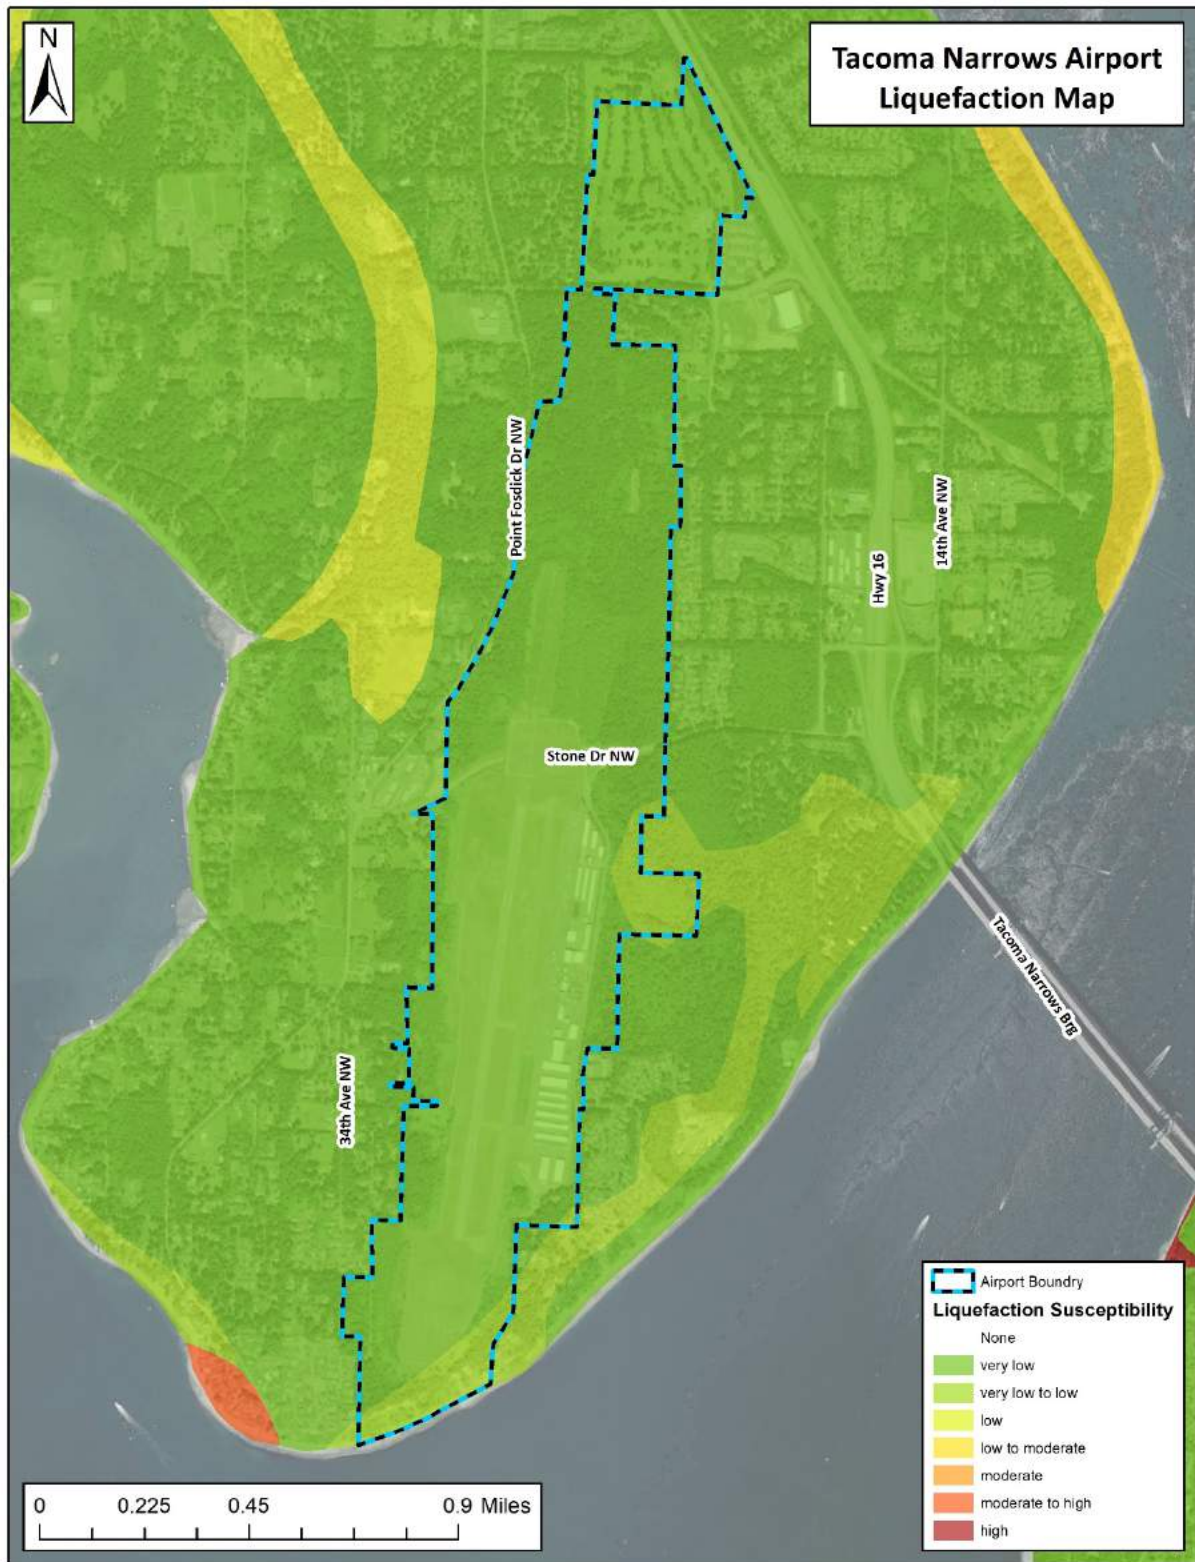 N
Tacoma Narrows Airport
Liquefaction Map
Point Fosdick Dr NW
14th Ave NW
Hwy 16
Stone Dr NW
Tacoma Narrows Brg
34th Ave NW
Airport Boundry
Liquefaction Susceptibility
None
very low
very low to low
low
low to moderate
moderate
moderate to high
high
0 0.225 0.45 0.9 Miles